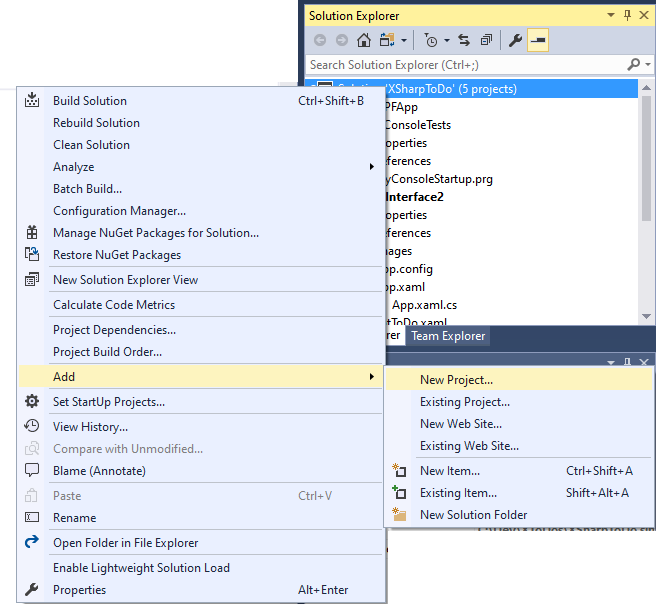 Solution Explorer
Search Solution Explorer (Ctrl+;)
Solution 'XSharpToDo' (5 projects)
PFApp
ConsoleTests
operties
eferences
yConsoleStartup.prg
Interface2
operties
eferences
ages
pp.config
pp.xaml
App.xaml.cs
tToDo.xaml
rer
Team Explorer
Build Solution Ctrl+Shift+B
Rebuild Solution
Clean Solution
Analyze
Batch Build...
Configuration Manager...
Manage NuGet Packages for Solution...
Restore NuGet Packages
New Solution Explorer View
Calculate Code Metrics
Project Dependencies...
Project Build Order...
Add
Set StartUp Projects...
View History...
Compare with Unmodified...
Blame (Annotate)
Paste Ctrl+V
Rename
Open Folder in File Explorer
Enable Lightweight Solution Load
Properties Alt+Enter
New Project...
Existing Project...
New Web Site...
Existing Web Site...
New Item... Ctrl+Shift+A
Existing Item... Shift+Alt+A
New Solution Folder